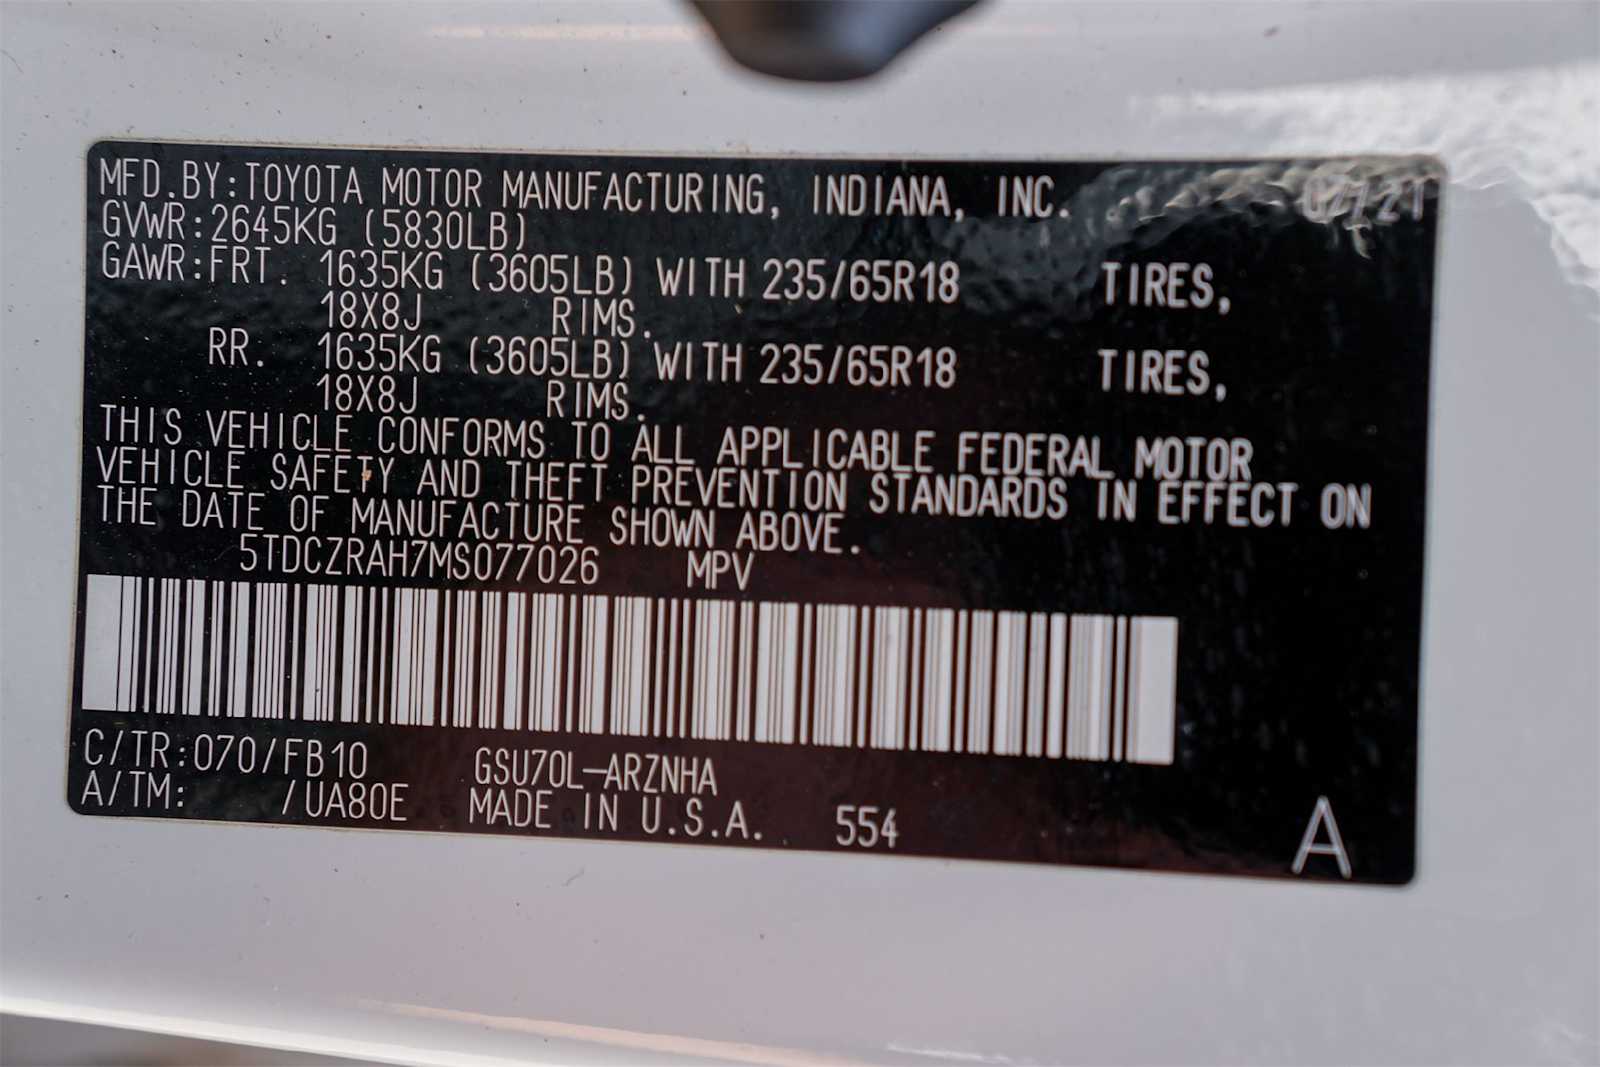 MFD.BY:TOYOTA MOTOR MANUFACTURING, INDIANA, INC.
GVWR:2645KG (5830LB)
GAWR:FRT. 1635KG (3605LB) WITH 235/65R18 TIRES,
18X8J RIMS.
RR. 1635KG (3605LB) WITH 235/65R18 TIRES,
18X8J RIMS.
THIS VEHICLE CONFORMS TO ALL APPLICABLE FEDERAL MOTOR
VEHICLE SAFETY AND THEFT PREVENTION STANDARDS IN EFFECT ON
THE DATE OF MANUFACTURE SHOWN ABOVE.
5TDCZRAH7MS077026 MPV
C/TR:070/FB10 GSU70L-ARZNHA
A/TM: /UA80E MADE IN U.S.A. 554 A